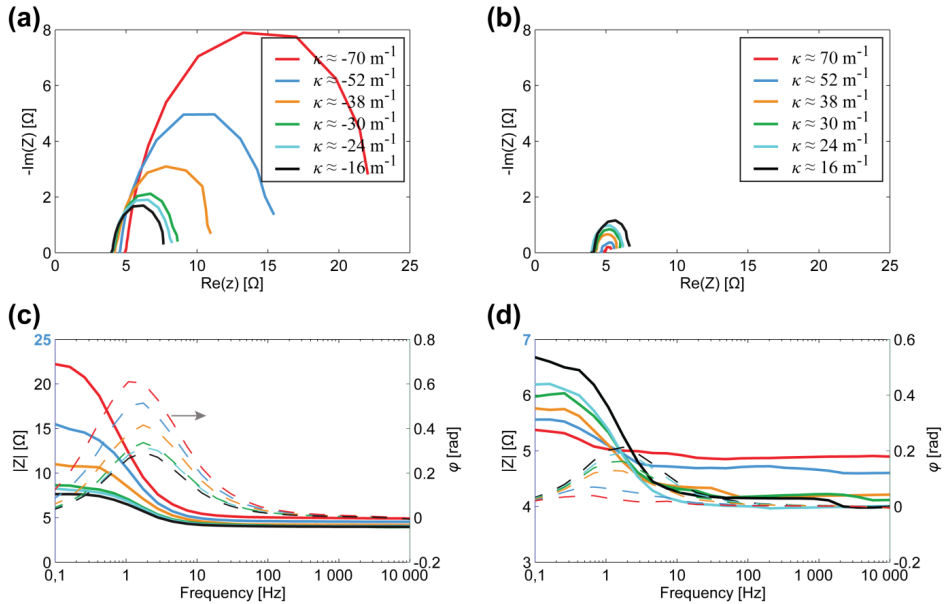 (a)
8
6
4
2
0
-Im(Z) [Ω]
κ ≈ -70 m⁻¹
κ ≈ -52 m⁻¹
κ ≈ -38 m⁻¹
κ ≈ -30 m⁻¹
κ ≈ -24 m⁻¹
κ ≈ -16 m⁻¹
0 5 10 15 20 25
Re(z) [Ω]
(b)
8
6
4
2
0
-Im(Z) [Ω]
κ ≈ 70 m⁻¹
κ ≈ 52 m⁻¹
κ ≈ 38 m⁻¹
κ ≈ 30 m⁻¹
κ ≈ 24 m⁻¹
κ ≈ 16 m⁻¹
0 5 10 15 20 25
Re(Z) [Ω]
(c)
25
20
15
10
5
0
|Z| [Ω]
0.8
0.6
0.4
0.2
0
-0.2
φ [rad]
0,1 1 10 100 1 000 10 000
Frequency [Hz]
(d)
7
6
5
4
3
|Z| [Ω]
0.8
0.6
0.4
0.2
0
-0.2
φ [rad]
0,1 1 10 100 1 000 10 000
Frequency [Hz]